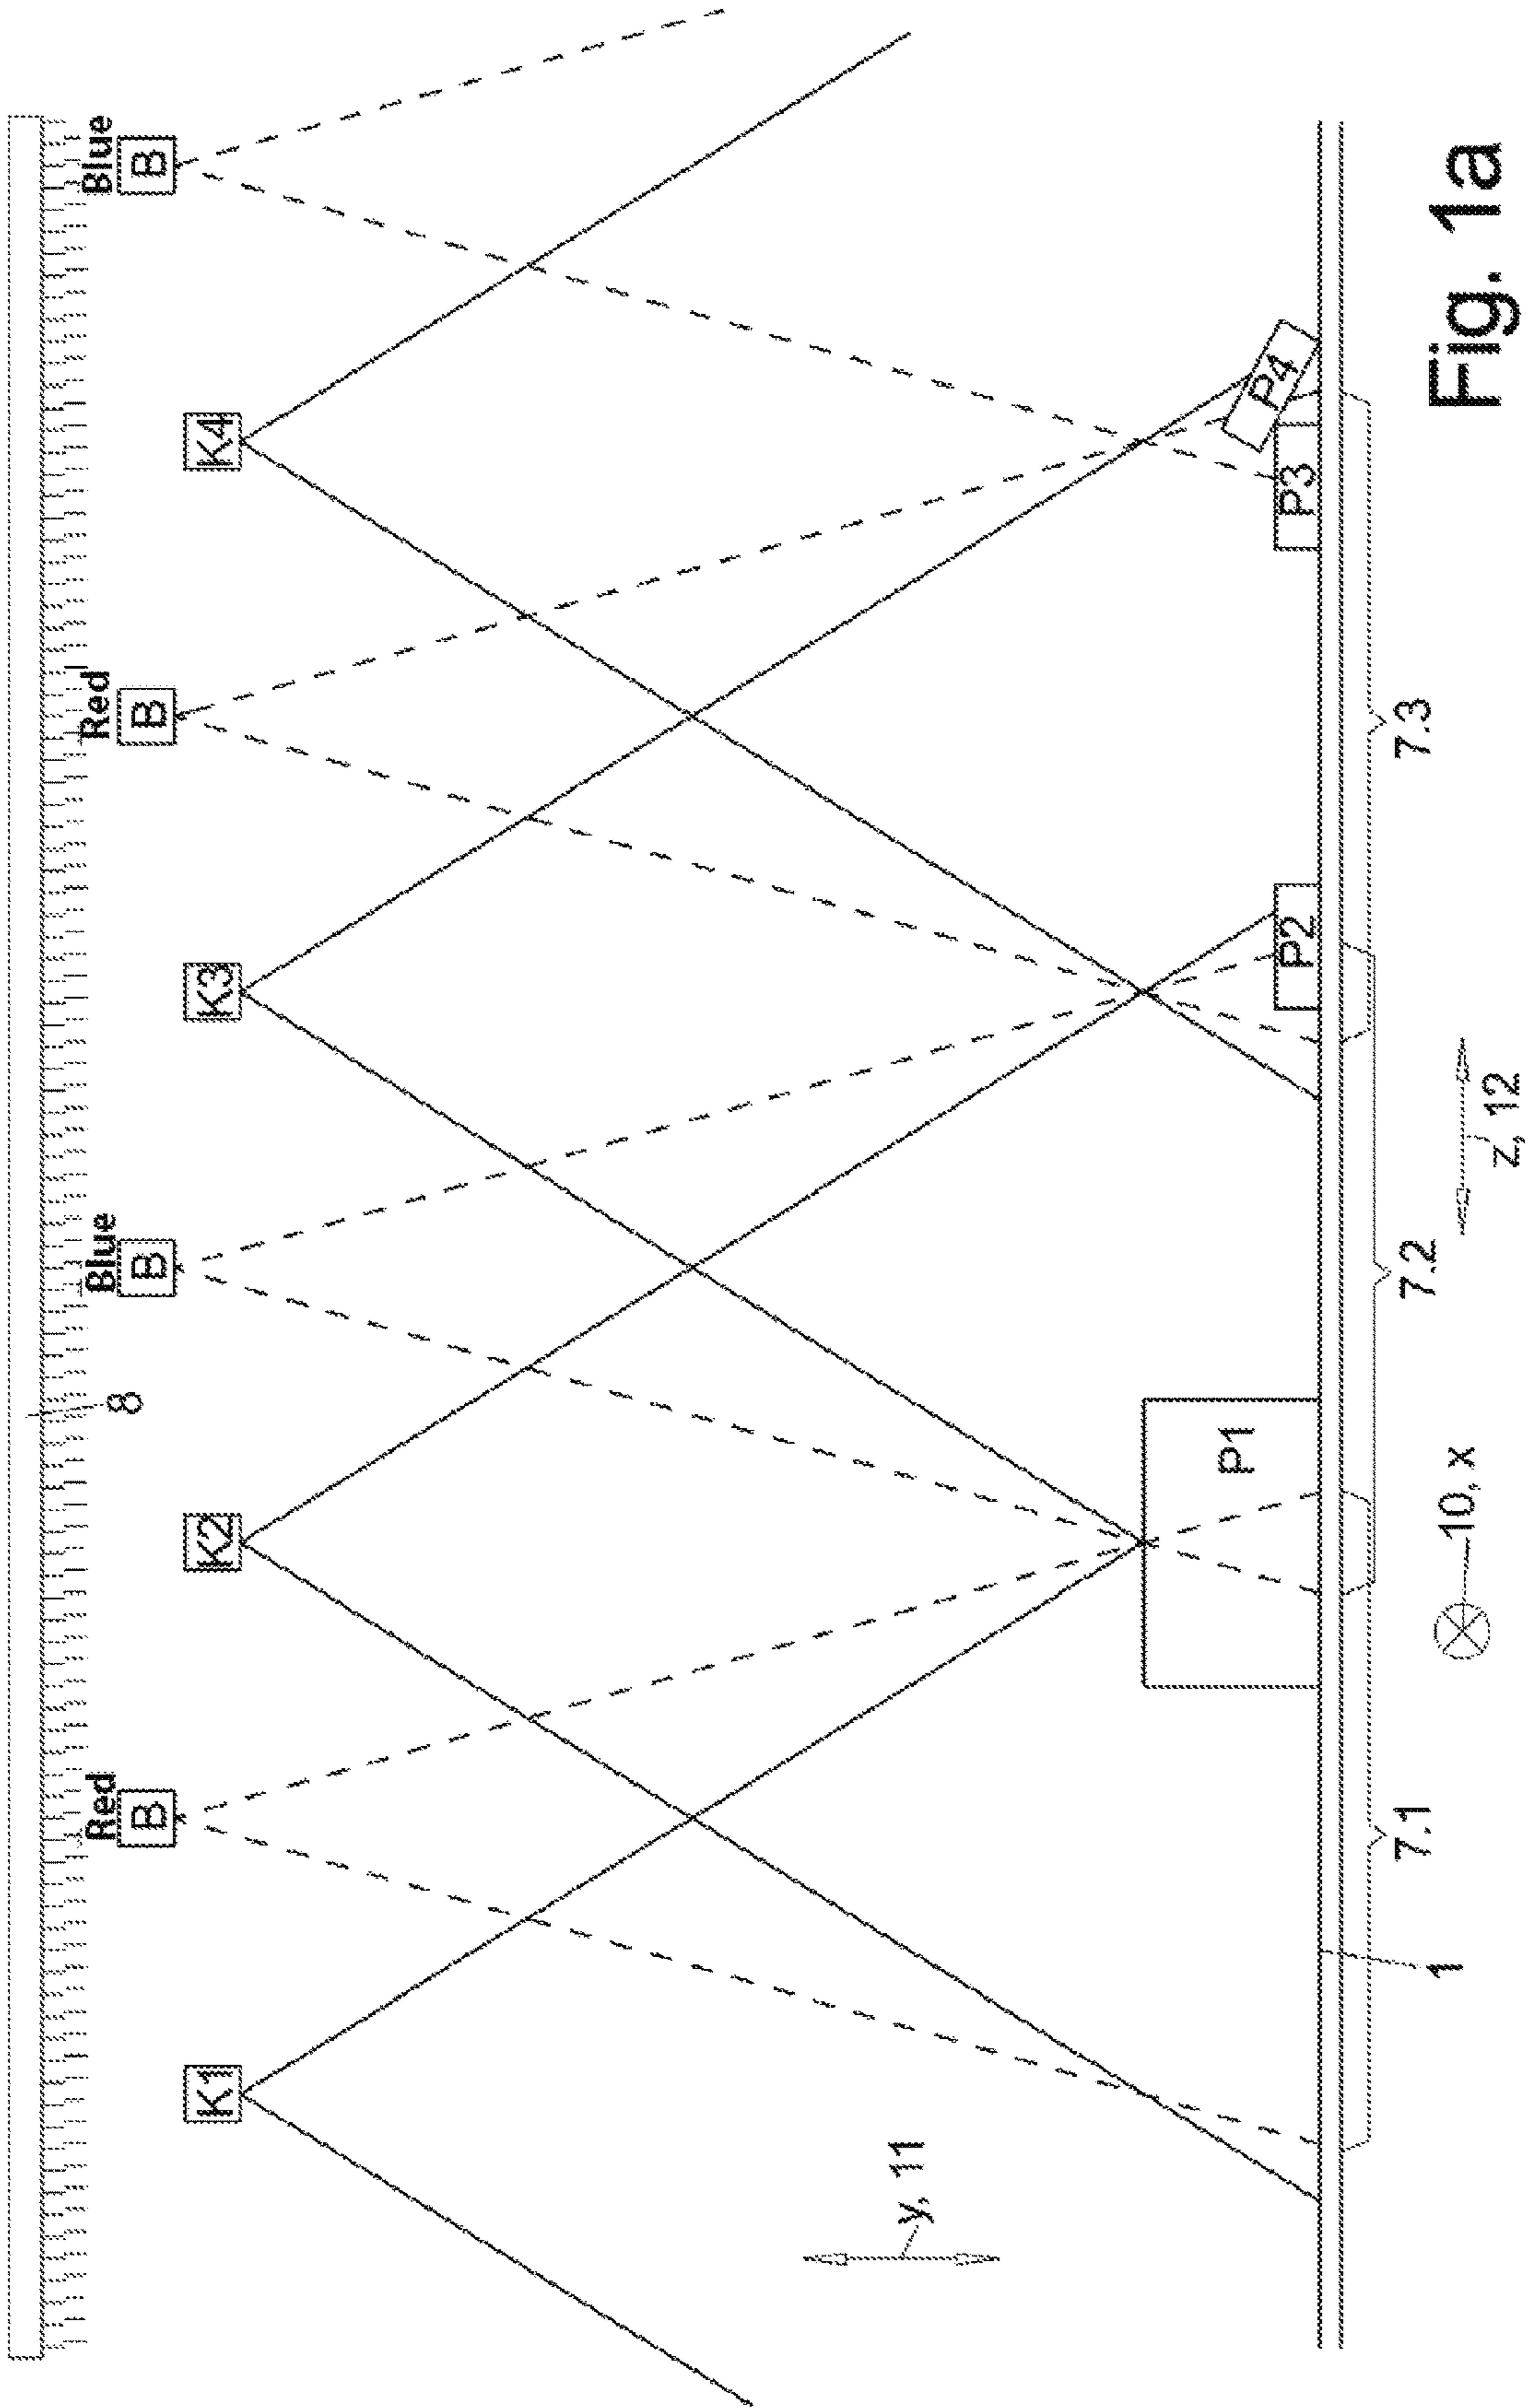 8
Red
Blue
Red
Blue
B
B
B
B
K1
K2
K3
K4
y, 11
P1
P2
P3
P4
1
7.1
7.2
7.3
10, x
z, 12
Fig. 1a